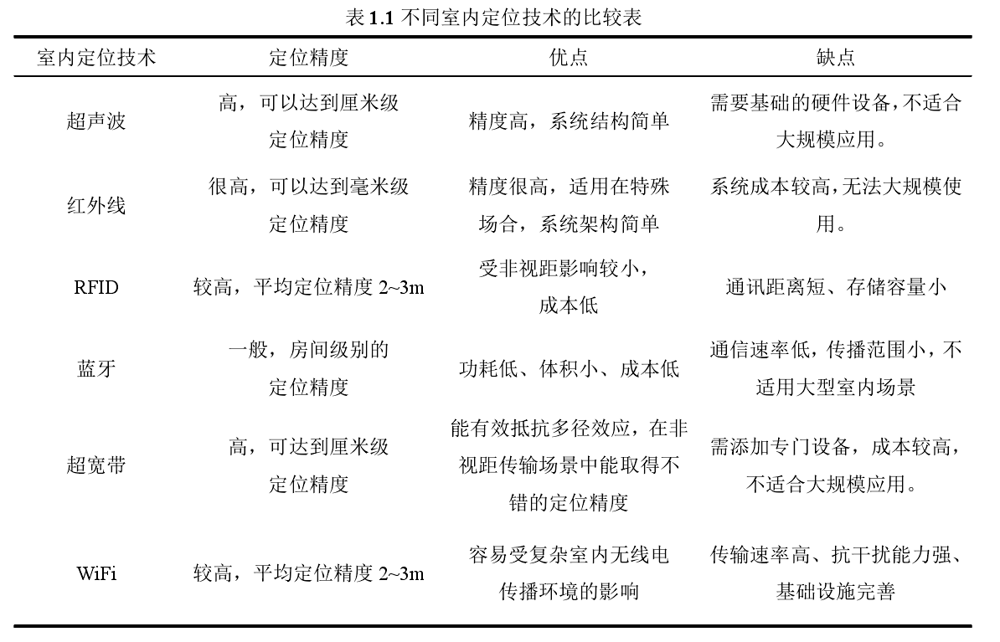 表 1.1 不同室内定位技术的比较表
室内定位技术 定位精度 优点 缺点
超声波
高，可以达到厘米级
定位精度
精度高，系统结构简单
需要基础的硬件设备，不适合
大规模应用。
红外线
很高，可以达到毫米级
定位精度
精度很高，适用在特殊
场合，系统架构简单
系统成本较高，无法大规模使
用。
RFID
较高，平均定位精度 2~3m
受非视距影响较小，
成本低
通讯距离短、存储容量小
蓝牙
一般，房间级别的
定位精度
功耗低、体积小、成本低
通信速率低，传播范围小，不
适用大型室内场景
超宽带
高，可达到厘米级
定位精度
能有效抵抗多径效应，在非
视距传输场景中能取得不
错的定位精度
需添加专门设备，成本较高，
不适合大规模应用。
WiFi
较高，平均定位精度 2~3m
容易受复杂室内无线电
传播环境的影响
传输速率高、抗干扰能力强、
基础设施完善